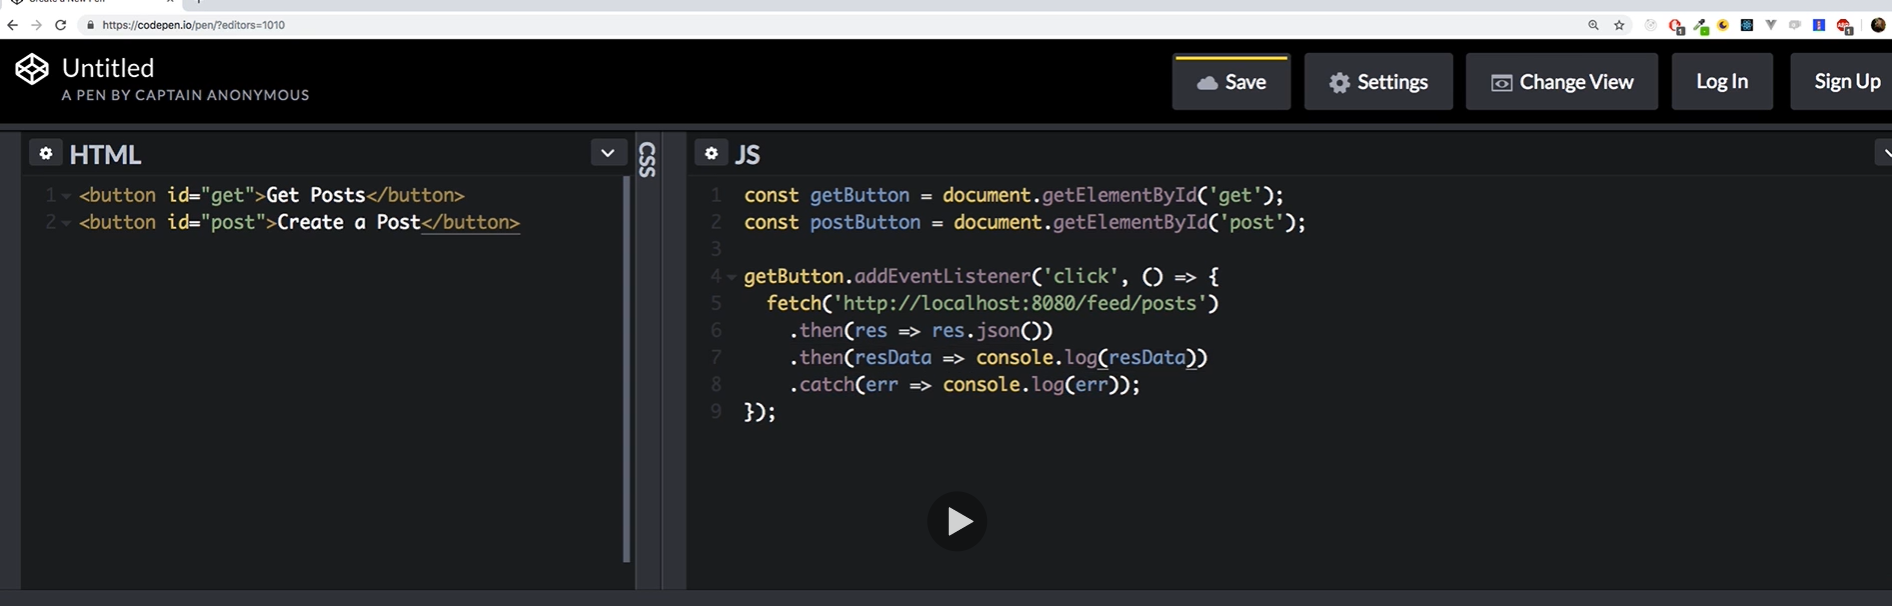 https://codepen.io/pen/?editors=1010
Untitled
A PEN BY CAPTAIN ANONYMOUS
Save
Settings
Change View
Log In
Sign Up
HTML
1 <button id="get">Get Posts</button>
2 <button id="post">Create a Post</button>
CSS
JS
1 const getButton = document.getElementById('get');
2 const postButton = document.getElementById('post');
3
4 getButton.addEventListener('click', () => {
5 fetch('http://localhost:8080/feed/posts')
6 .then(res => res.json())
7 .then(resData => console.log(resData))
8 .catch(err => console.log(err));
9 });